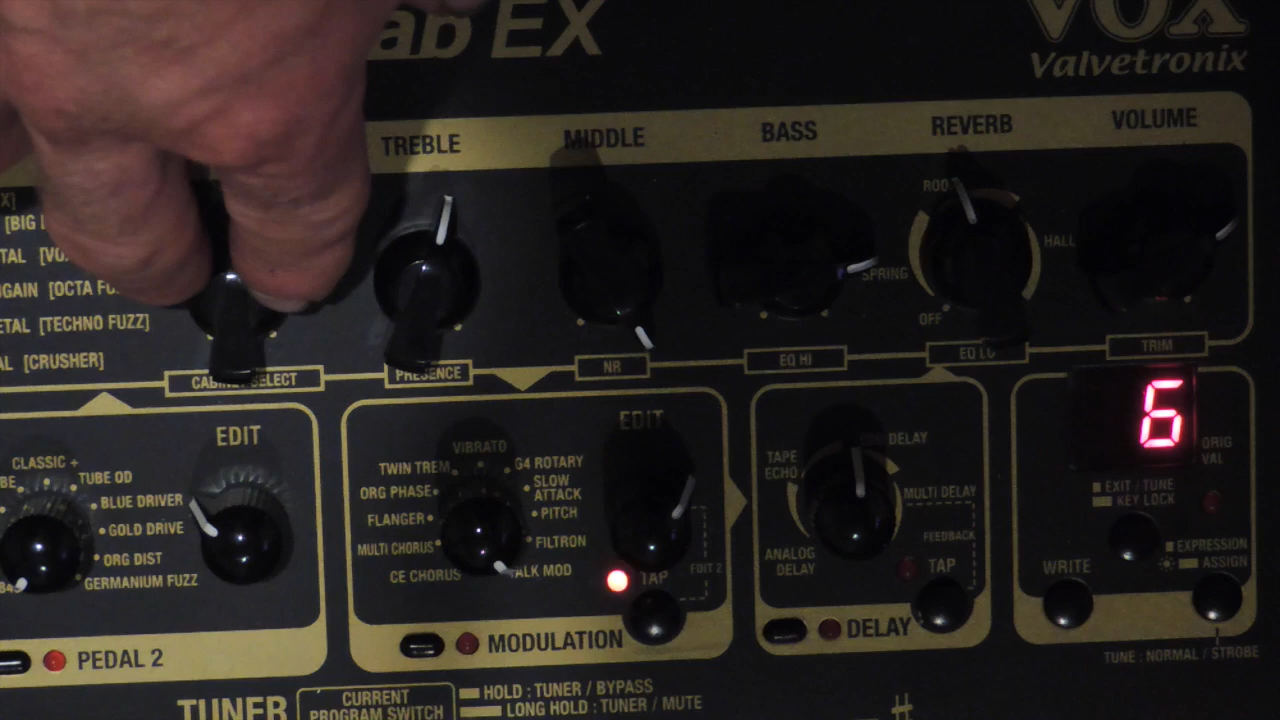 ab EX
VOX
Valvetronix
TREBLE
MIDDLE
BASS
REVERB
VOLUME
X]
[BIG
ROO
HALL
SPRING
OFF
TAL [VO
GAIN [OCTA FU
ETAL [TECHNO FUZZ]
AL [CRUSHER]
CABINET SELECT
PRESENCE
NR
EQ HI
EQ LO
TRIM
6
EDIT
CLASSIC +
BE
TUBE OD
BLUE DRIVER
GOLD DRIVE
ORG DIST
GERMANIUM FUZZ
PEDAL 2
EDIT
VIBRATO
TWIN TREM
G4 ROTARY
ORG PHASE
SLOW
ATTACK
FLANGER
PITCH
MULTI CHORUS
FILTRON
CE CHORUS
TALK MOD
TAP
EDIT 2
MODULATION
DELAY
TAPE
ECHO
MULTI DELAY
FEEDBACK
ANALOG
DELAY
TAP
DELAY
ORIG
VAL
EXIT / TUNE
KEY LOCK
EXPRESSION
ASSIGN
WRITE
TUNE : NORMAL / STROBE
TUNER
CURRENT
PROGRAM SWITCH
HOLD : TUNER / BYPASS
LONG HOLD : TUNER / MUTE
#